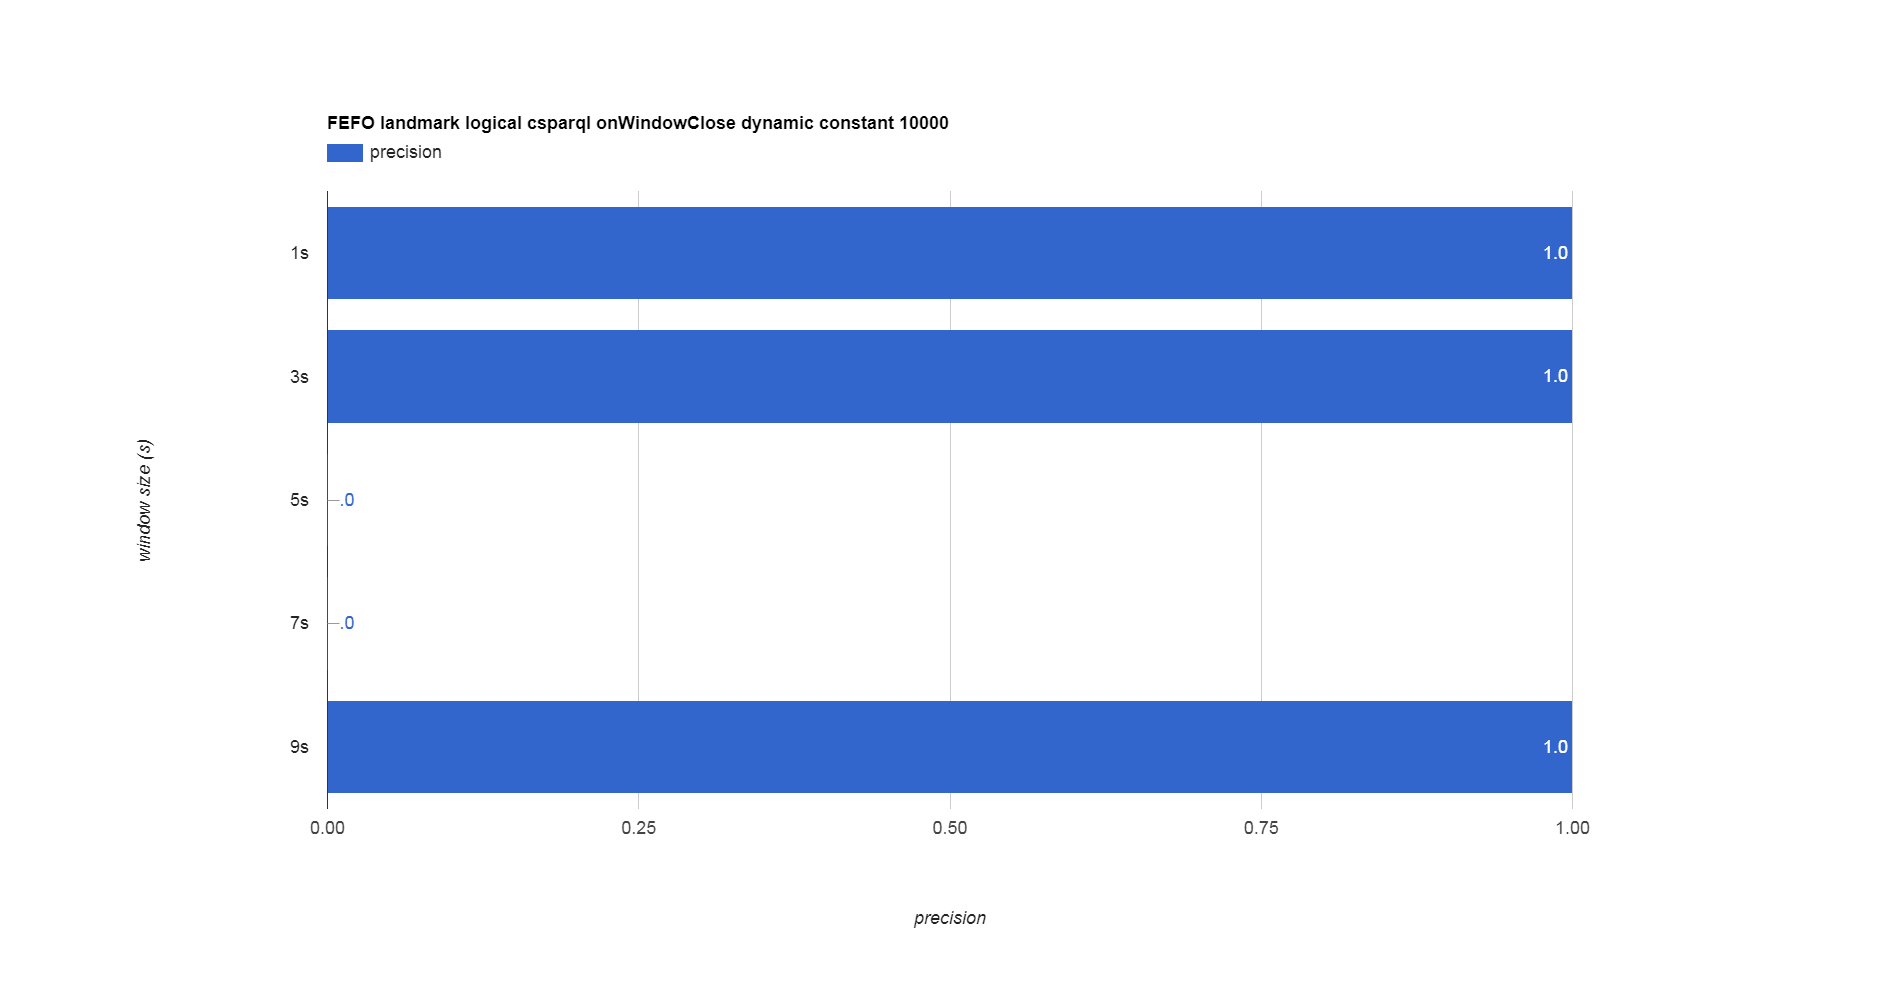 FEFO landmark logical csparql onWindowClose dynamic constant 10000
precision
1s
1.0
3s
1.0
5s
.0
7s
.0
9s
1.0
0.00 0.25 0.50 0.75 1.00
precision
window size (s)